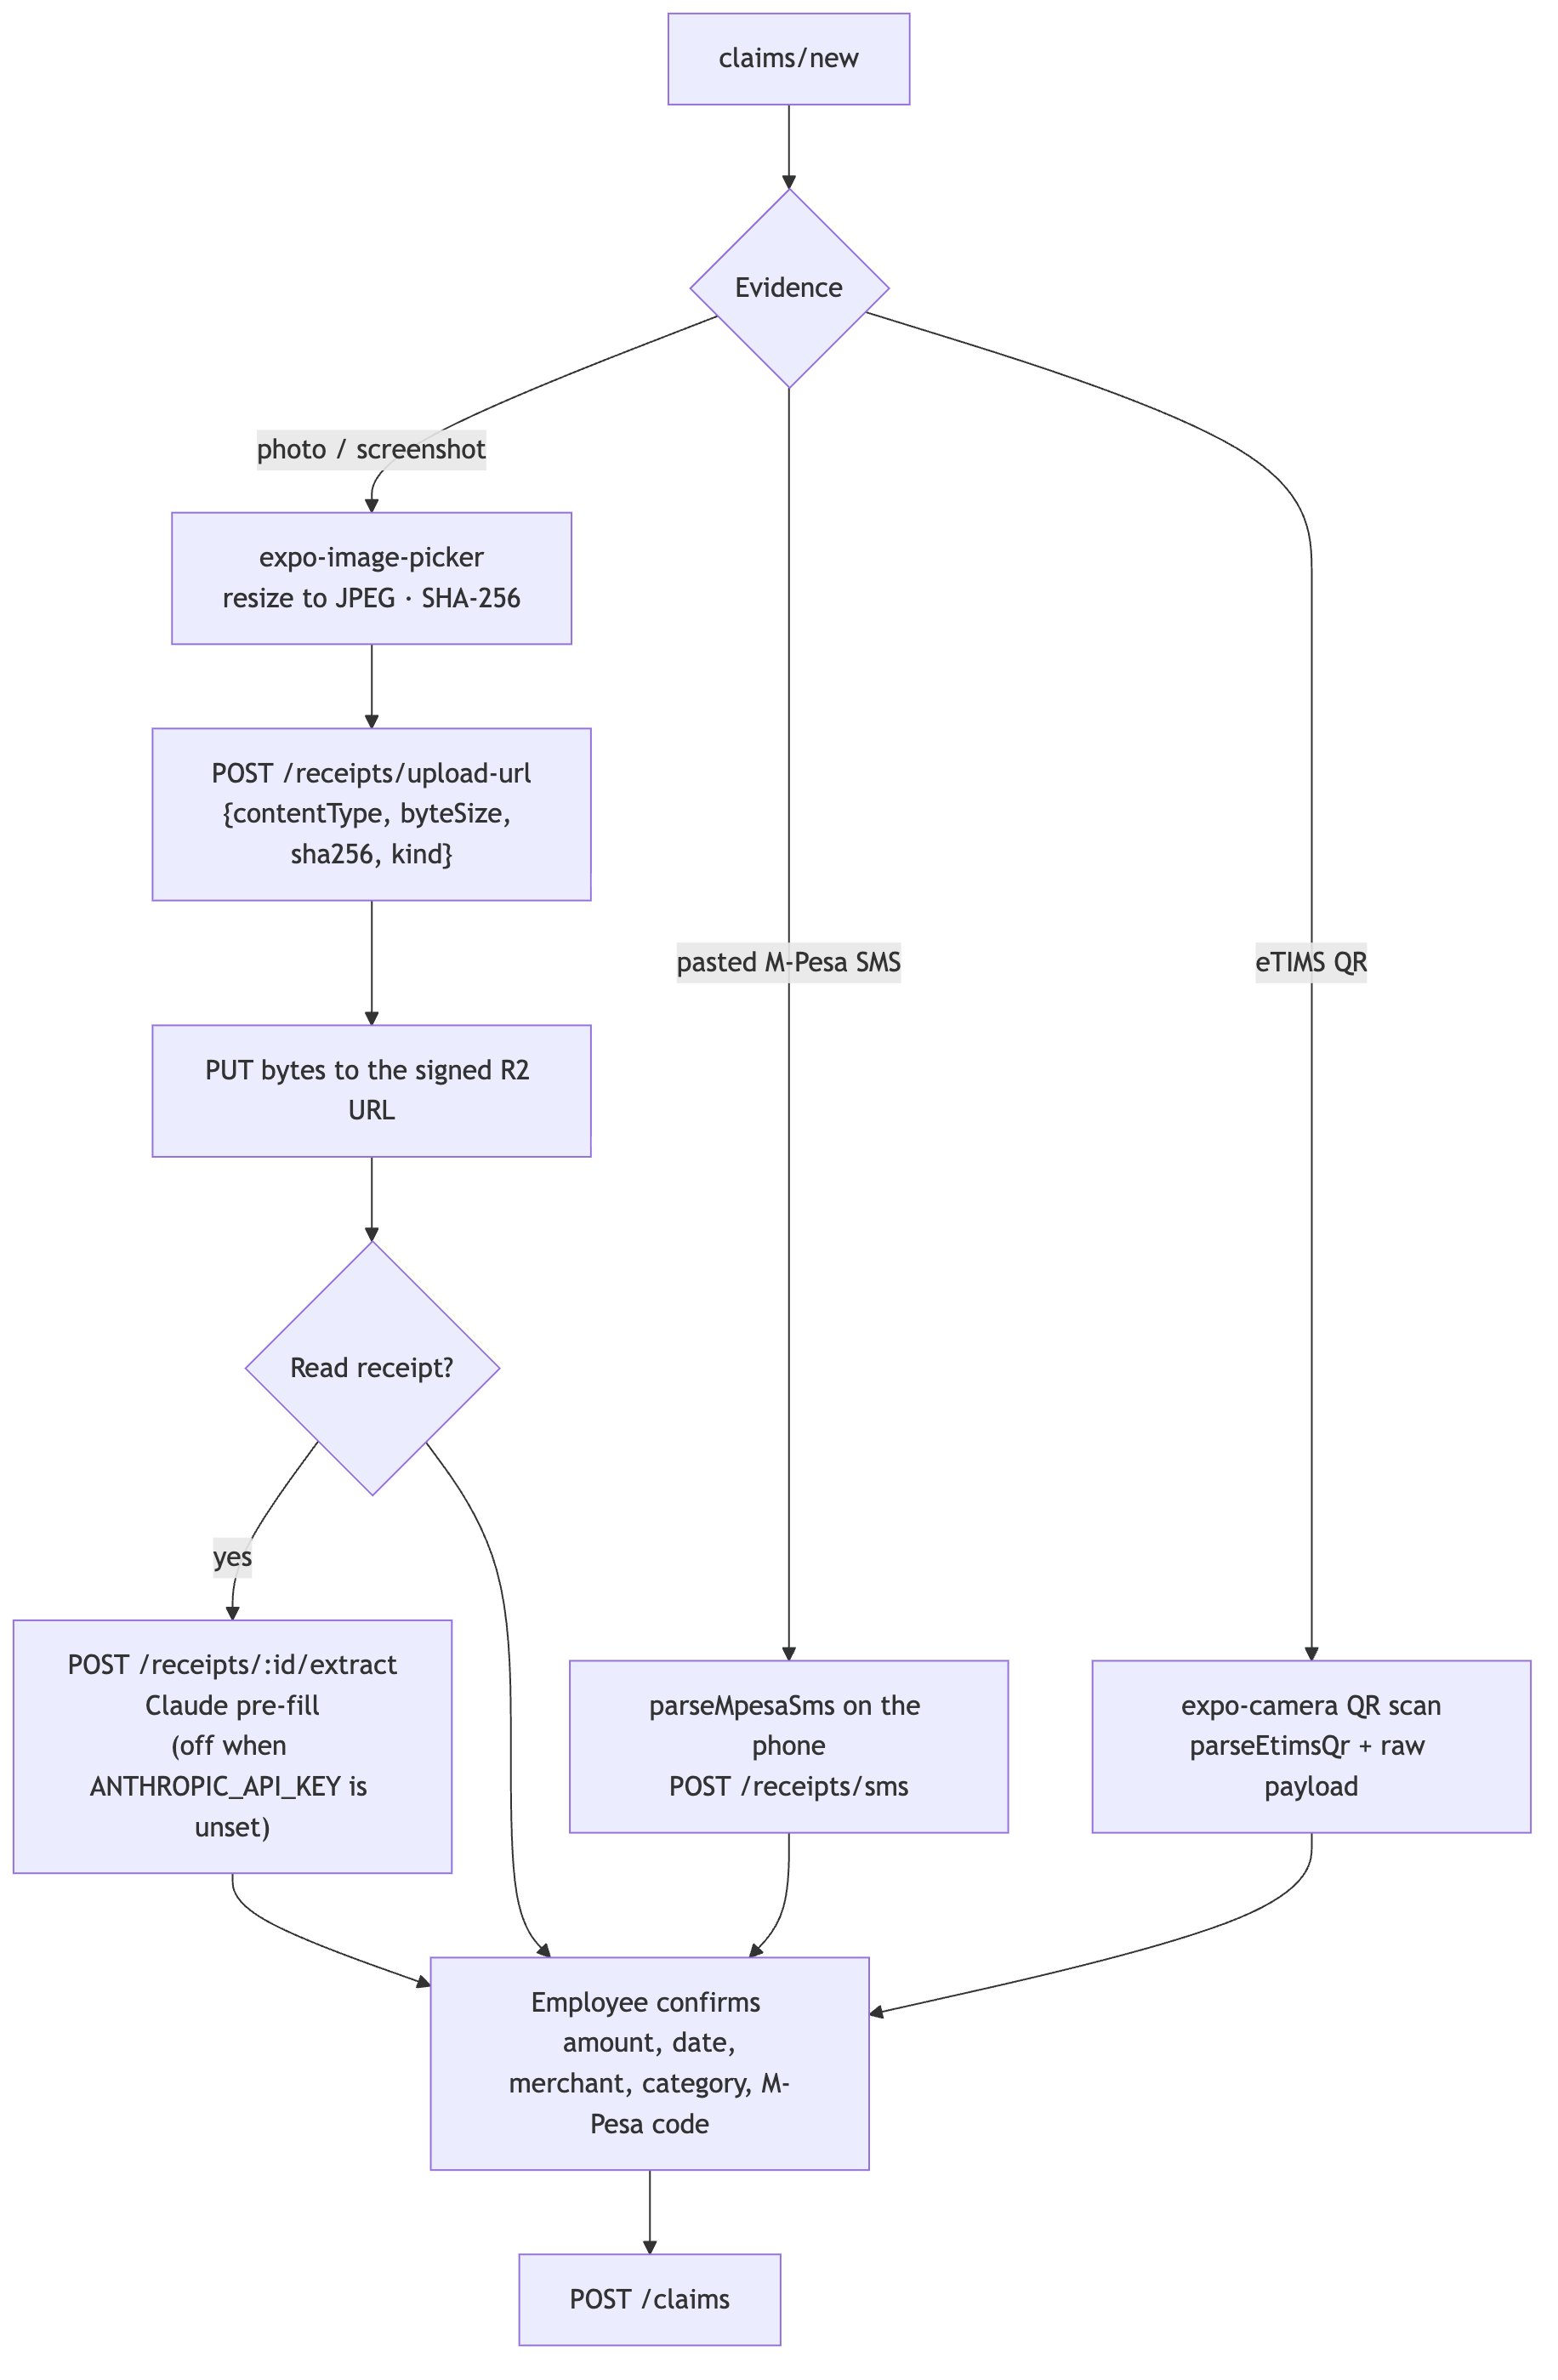 claims/new
Evidence
photo / screenshot
expo-image-picker
resize to JPEG · SHA-256
POST /receipts/upload-url
{contentType, byteSize,
sha256, kind}
pasted M-Pesa SMS
eTIMS QR
PUT bytes to the signed R2
URL
Read receipt?
yes
POST /receipts/:id/extract
Claude pre-fill
(off when
ANTHROPIC_API_KEY is
unset)
parseMpesaSms on the
phone
POST /receipts/sms
expo-camera QR scan
parseEtimsQr + raw
payload
Employee confirms
amount, date,
merchant, category, M-
Pesa code
POST /claims